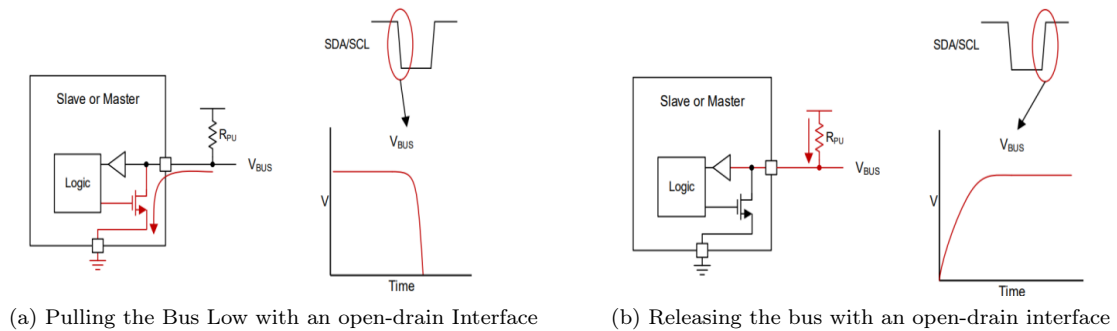 SDA/SCL
Slave or Master
RPU
VBUS
Logic
VBUS
V
Time
(a) Pulling the Bus Low with an open-drain Interface
SDA/SCL
Slave or Master
RPU
VBUS
Logic
VBUS
V
Time
(b) Releasing the bus with an open-drain interface